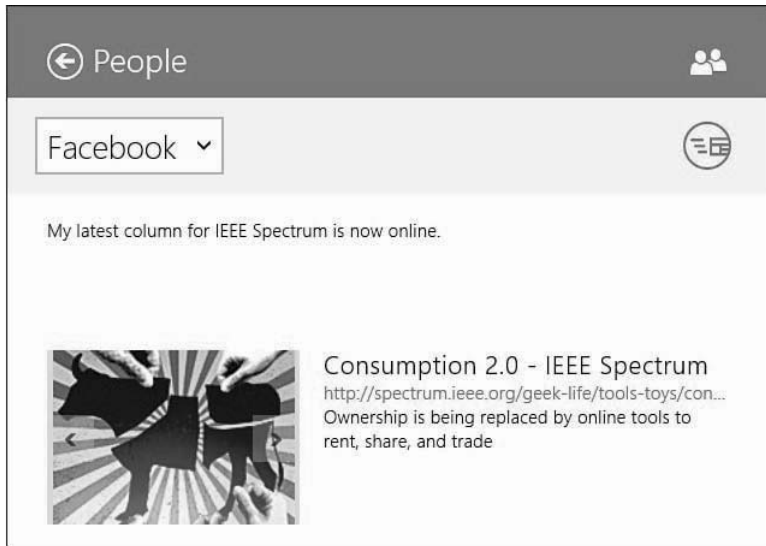 People
Facebook
My latest column for IEEE Spectrum is now online.
Consumption 2.0 - IEEE Spectrum
http://spectrum.ieee.org/geek-life/tools-toys/con...
Ownership is being replaced by online tools to
rent, share, and trade